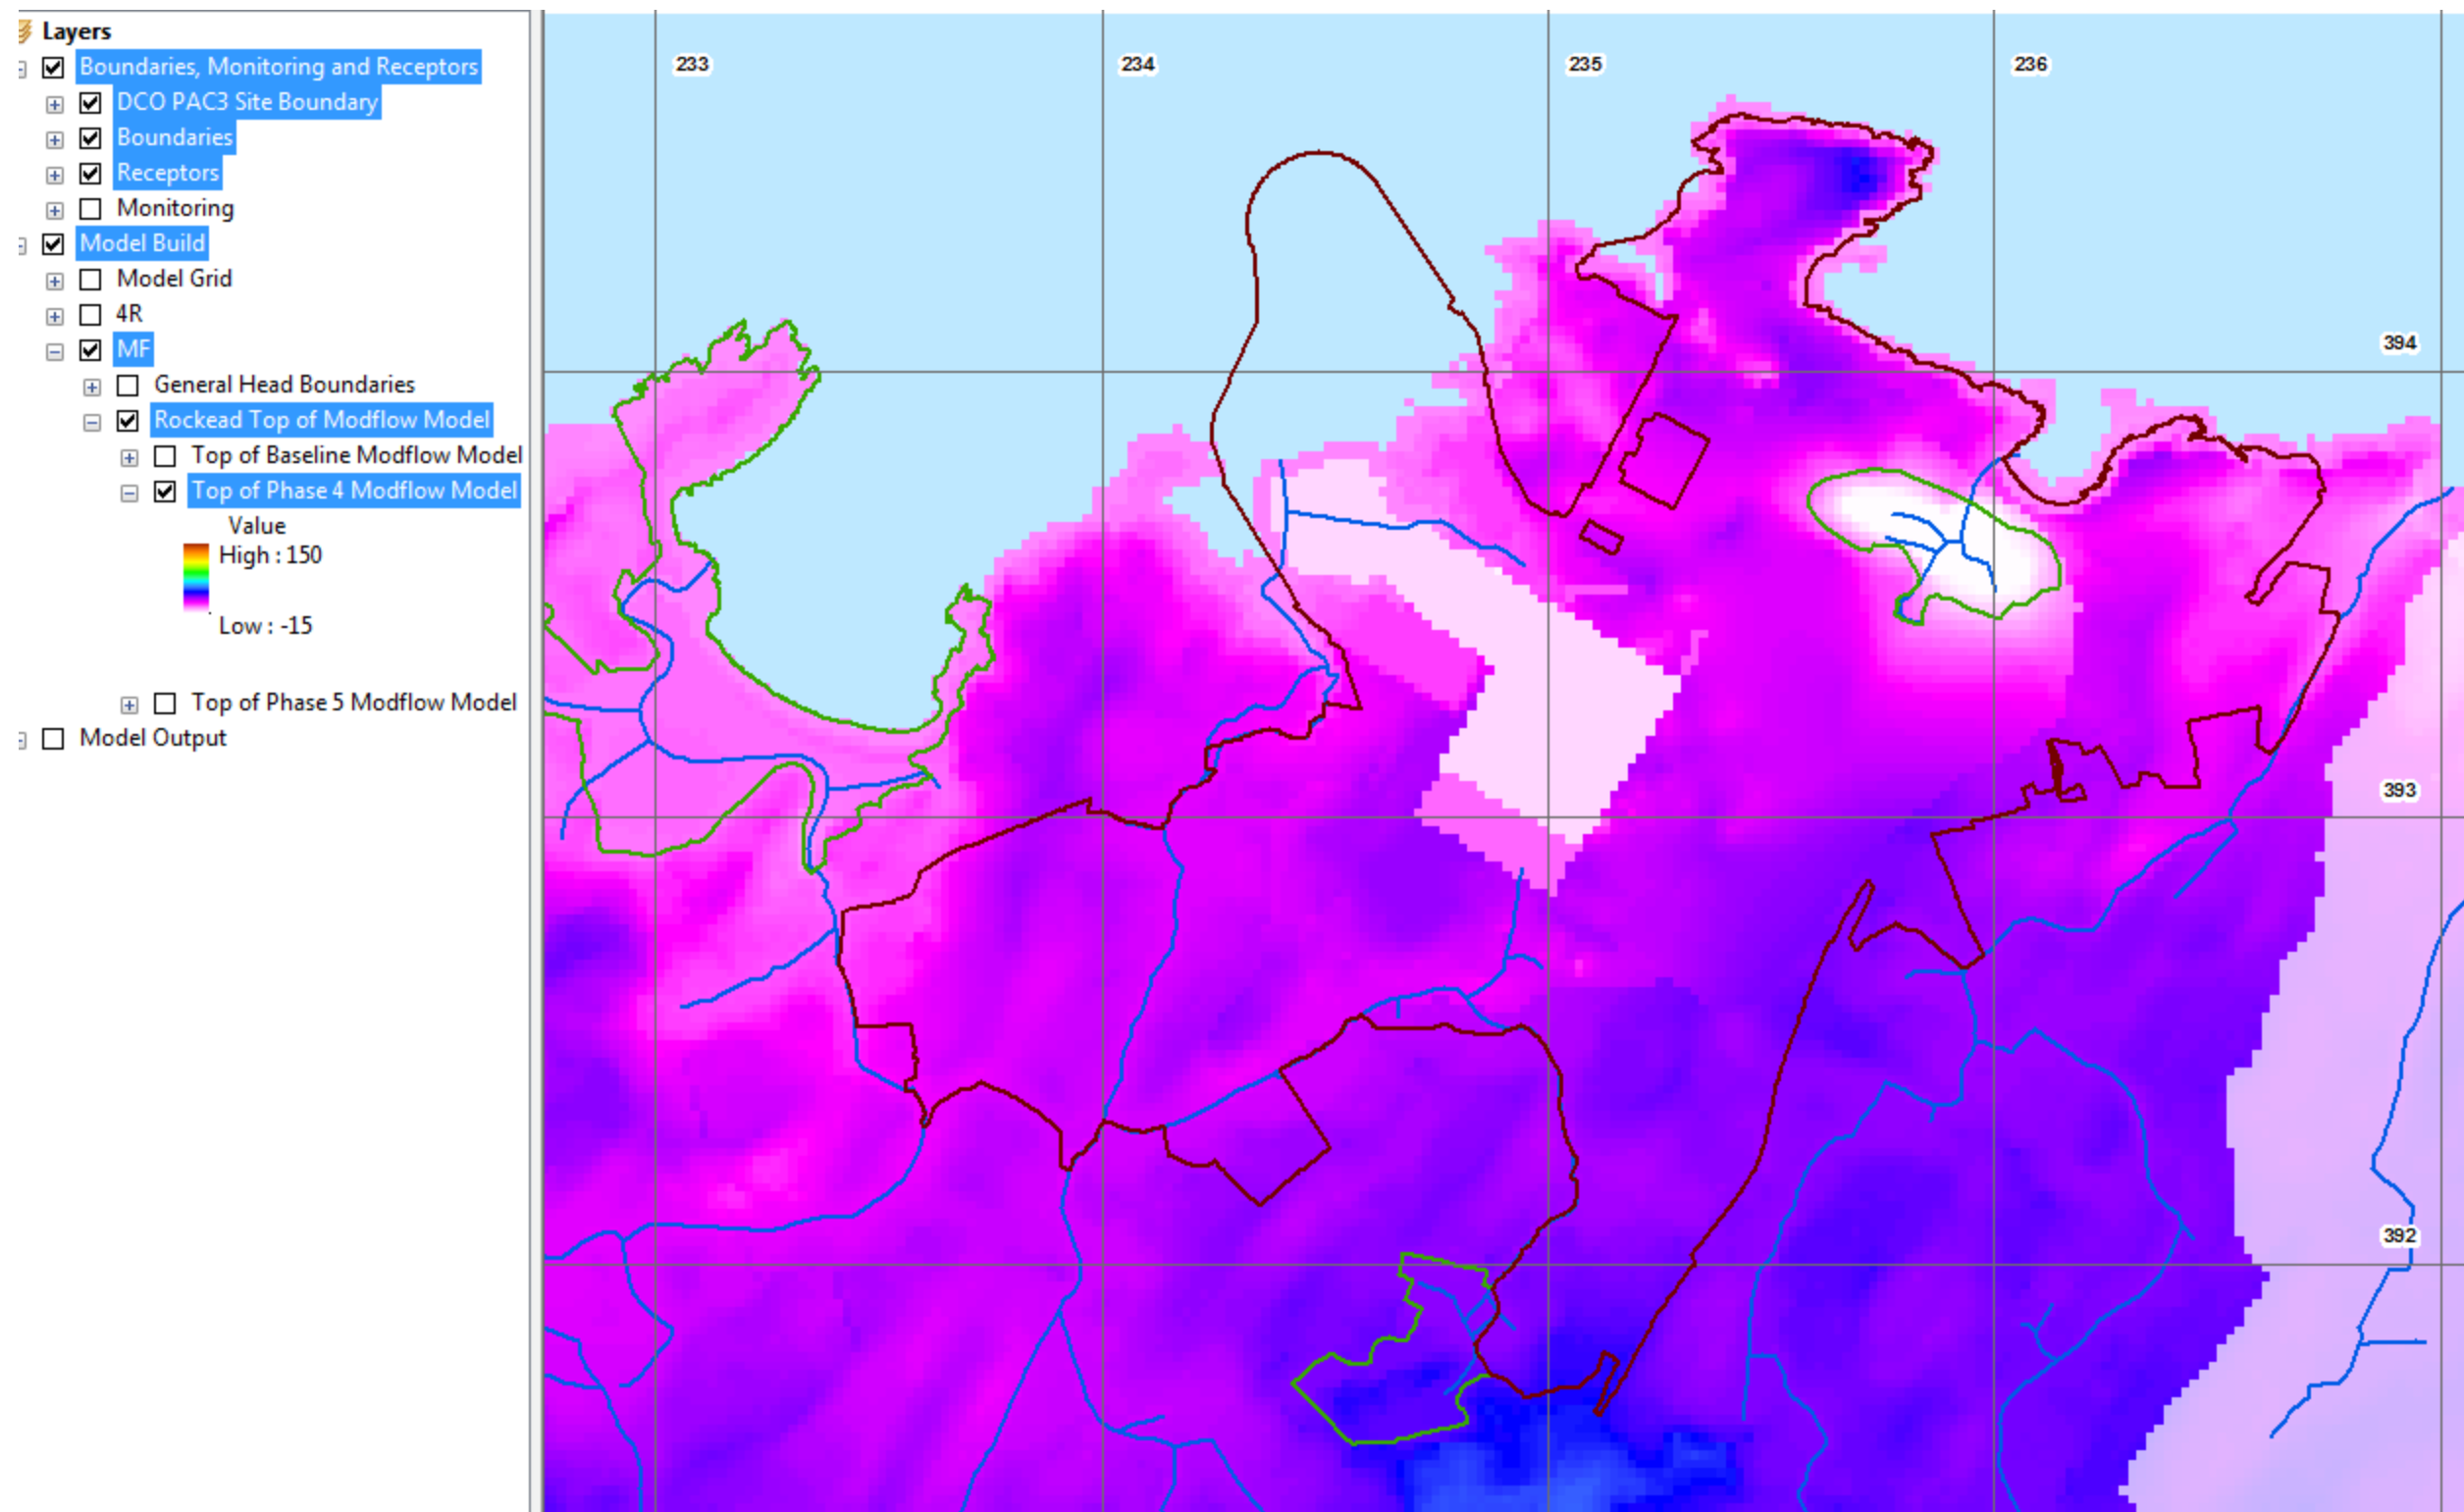 Layers
Boundaries, Monitoring and Receptors
DCO PAC3 Site Boundary
Boundaries
Receptors
Monitoring
Model Build
Model Grid
4R
MF
General Head Boundaries
Rockead Top of Modflow Model
Top of Baseline Modflow Model
Top of Phase 4 Modflow Model
Value
High : 150
Low : -15
Top of Phase 5 Modflow Model
Model Output
233
234
235
236
394
393
392